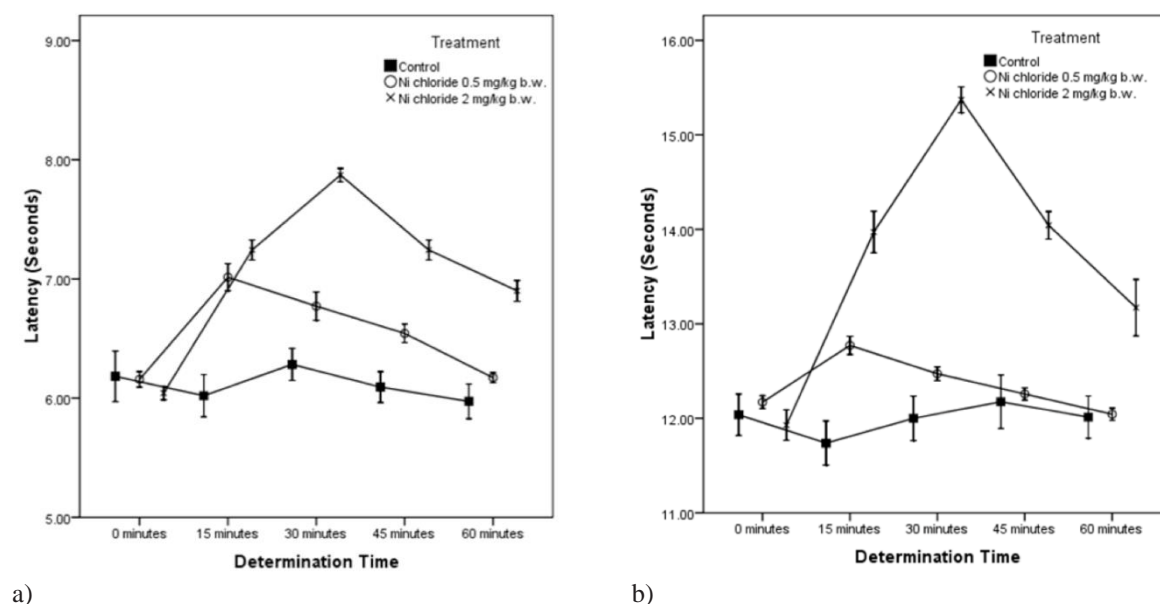 9.00
8.00
7.00
6.00
5.00
Latency (Seconds)
Treatment
Control
Ni chloride 0.5 mg/kg b.w.
Ni chloride 2 mg/kg b.w.
0 minutes 15 minutes 30 minutes 45 minutes 60 minutes
Determination Time
a)
16.00
15.00
14.00
13.00
12.00
11.00
Latency (Seconds)
Treatment
Control
Ni chloride 0.5 mg/kg b.w.
Ni chloride 2 mg/kg b.w.
0 minutes 15 minutes 30 minutes 45 minutes 60 minutes
Determination Time
b)